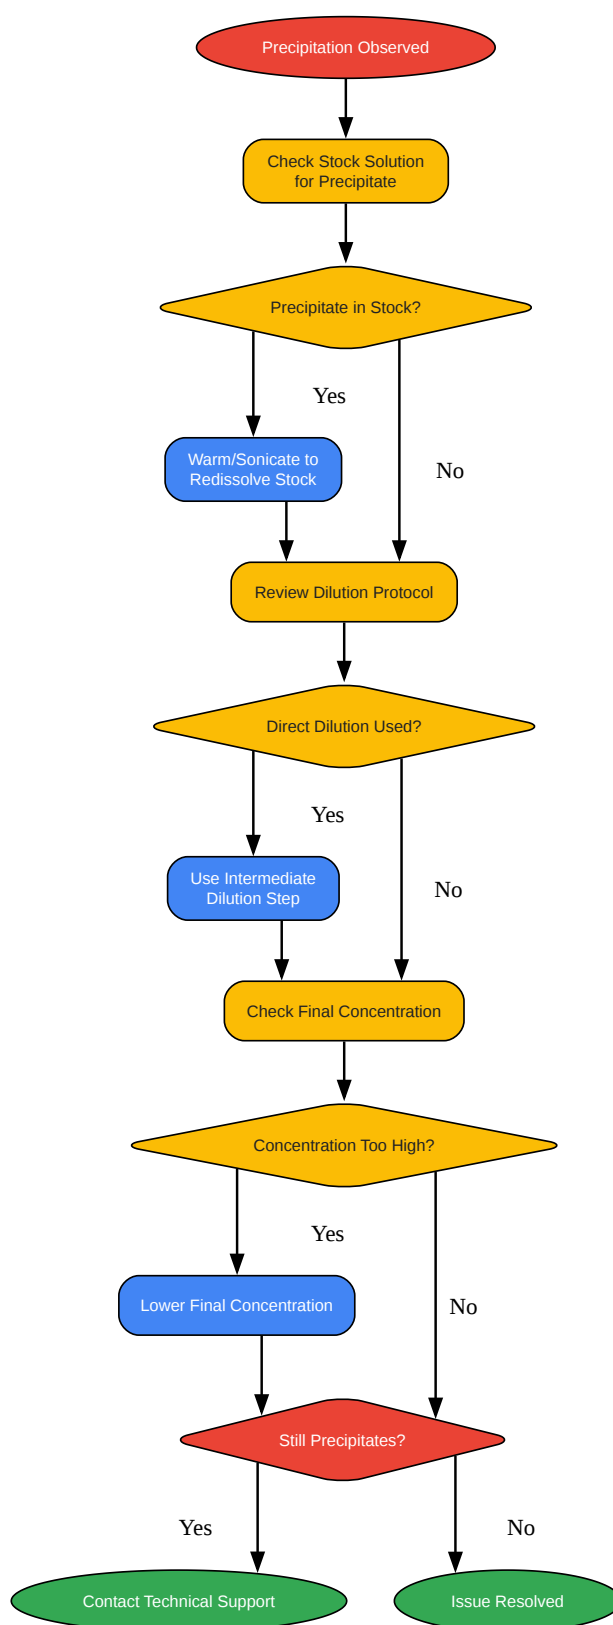 Precipitation Observed
Check Stock Solution
for Precipitate
Precipitate in Stock?
Yes
Warm/Sonicate to
Redissolve Stock
No
Review Dilution Protocol
Direct Dilution Used?
Yes
Use Intermediate
Dilution Step
No
Check Final Concentration
Concentration Too High?
Yes
Lower Final Concentration
No
Still Precipitates?
Yes
No
Contact Technical Support
Issue Resolved